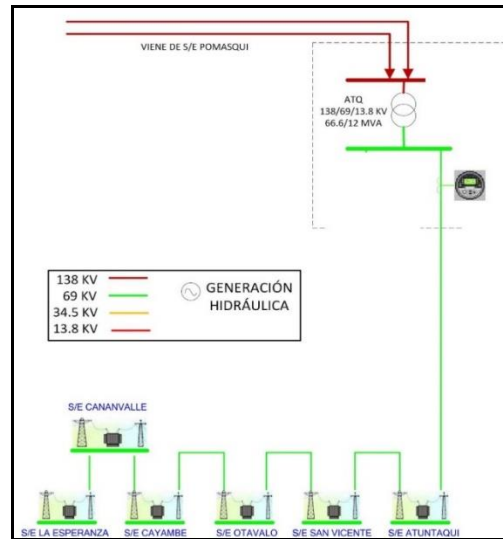 VIENE DE S/E POMASQUI
ATQ
138/69/13.8 KV
66.6/12 MVA
138 KV
69 KV
34.5 KV
13.8 KV
GENERACIÓN
HIDRÁULICA
S/E CANANVALLE
S/E LA ESPERANZA
S/E CAYAMBE
S/E OTAVALO
S/E SAN VICENTE
S/E ATUNTAQUI